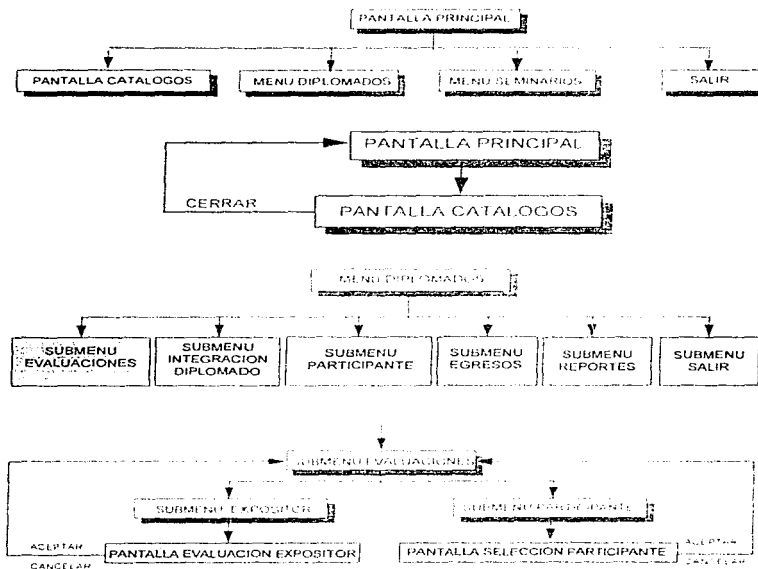 PANTALLA PRINCIPAL
PANTALLA CATALOGOS
MENU DIPLOMADOS
MENU SEMINARIOS
SALIR
PANTALLA PRINCIPAL
CERRAR
PANTALLA CATALOGOS
MENU DIPLOMADOS
SUBMENU
EVALUACIONES
SUBMENU
INTEGRACION
DIPLOMADO
SUBMENU
PARTICIPANTE
SUBMENU
EGRESOS
SUBMENU
REPORTES
SUBMENU
SALIR
SUBMENU EVALUACIONES
SUBMENU EXPOSITOR
SUBMENU PARTICIPANTE
ACEPTAR
CANCELAR
PANTALLA EVALUACION EXPOSITOR
PANTALLA SELECCION PARTICIPANTE
ACEPTAR
CANCELAR